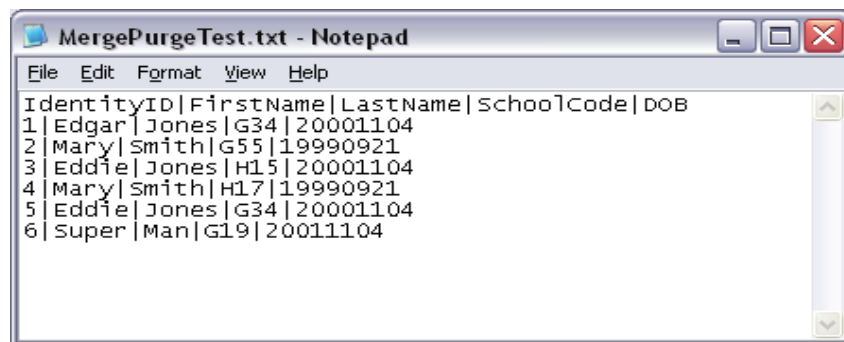 MergePurgeTest.txt - Notepad
File Edit Format View Help
IdentityID|FirstName|LastName|SchoolCode|DOB
1|Edgar|Jones|G34|20001104
2|Mary|Smith|G55|19990921
3|Eddie|Jones|H15|20001104
4|Mary|Smith|H17|19990921
5|Eddie|Jones|G34|20001104
6|Super|Man|G19|20011104